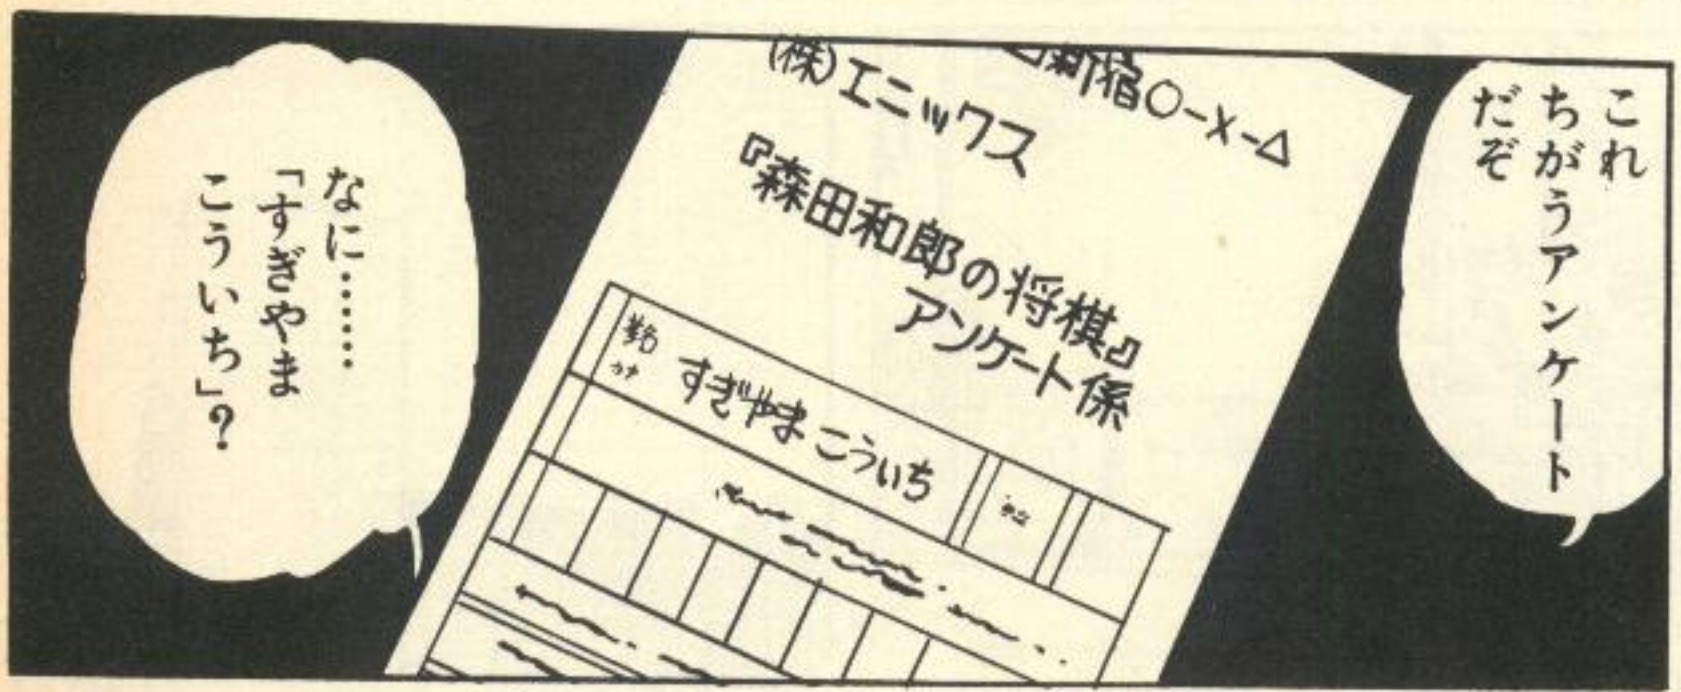 これ
ちがうアンケート
だぞ
新宿○-X-△
(株)エニックス
『森田和郎の将棋』
アンケート係
すぎやまこういち
なに……
「すぎやま
こういち」?